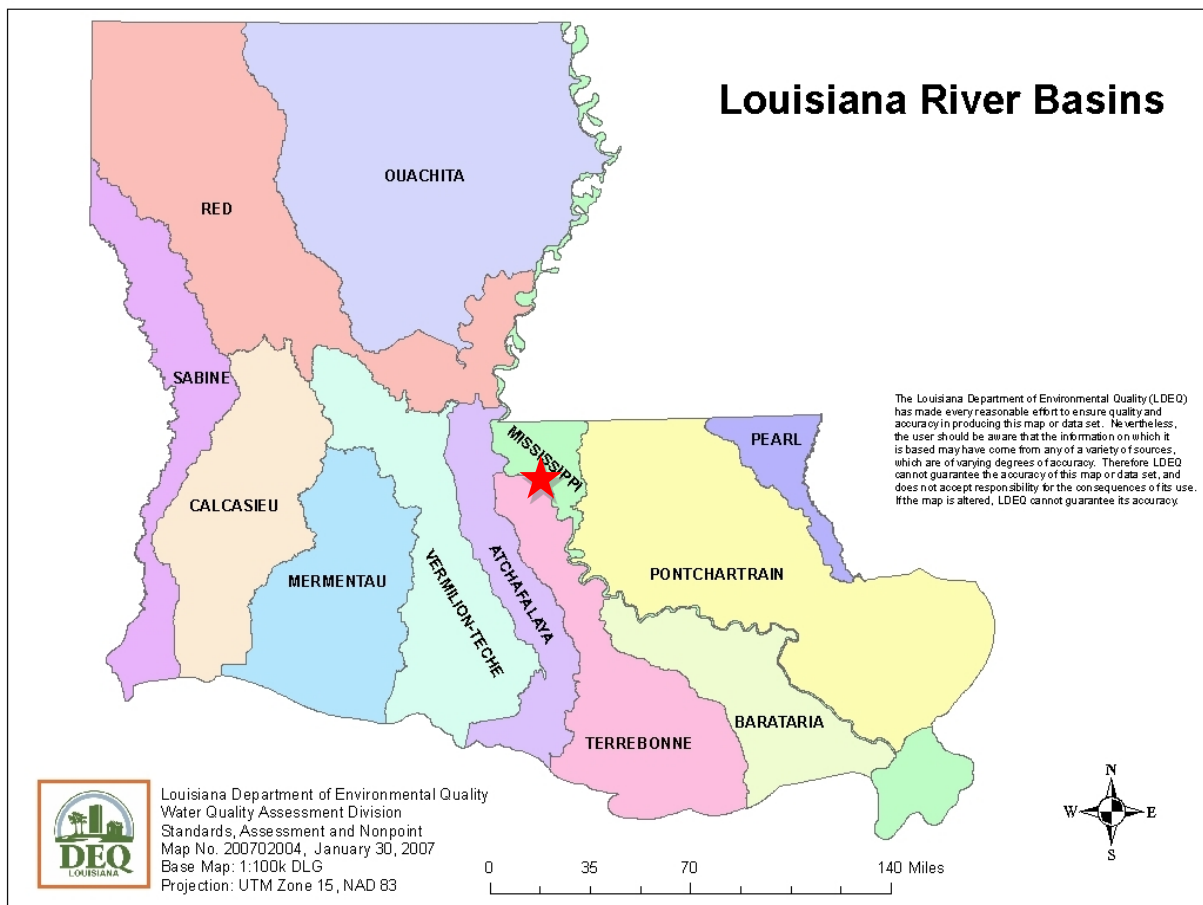 Louisiana River Basins
OUACHITA
RED
SABINE
The Louisiana Department of Environmental Quality (LDEQ)
has made every reasonable effort to ensure quality and
accuracy in producing this map or data set. Nevertheless,
the user should be aware that the information on which it
is based may have come from any of a variety of sources,
which are of varying degrees of accuracy. Therefore LDEQ
cannot guarantee the accuracy of this map or data set, and
does not accept responsibility for the consequences of its use.
If the map is altered, LDEQ cannot guarantee its accuracy.
MISSISSIPPI
PEARL
CALCASIEU
MERMENTAU
VERMILION-TECHE
ATCHAFALAYA
PONTCHARTRAIN
BARATARIA
TERREBONNE
DEQ
LOUISIANA
Louisiana Department of Environmental Quality
Water Quality Assessment Division
Standards, Assessment and Nonpoint
Map No. 200702004, January 30, 2007
Base Map: 1:100k DLG
Projection: UTM Zone 15, NAD 83
0 35 70 140 Miles
N
W E
S